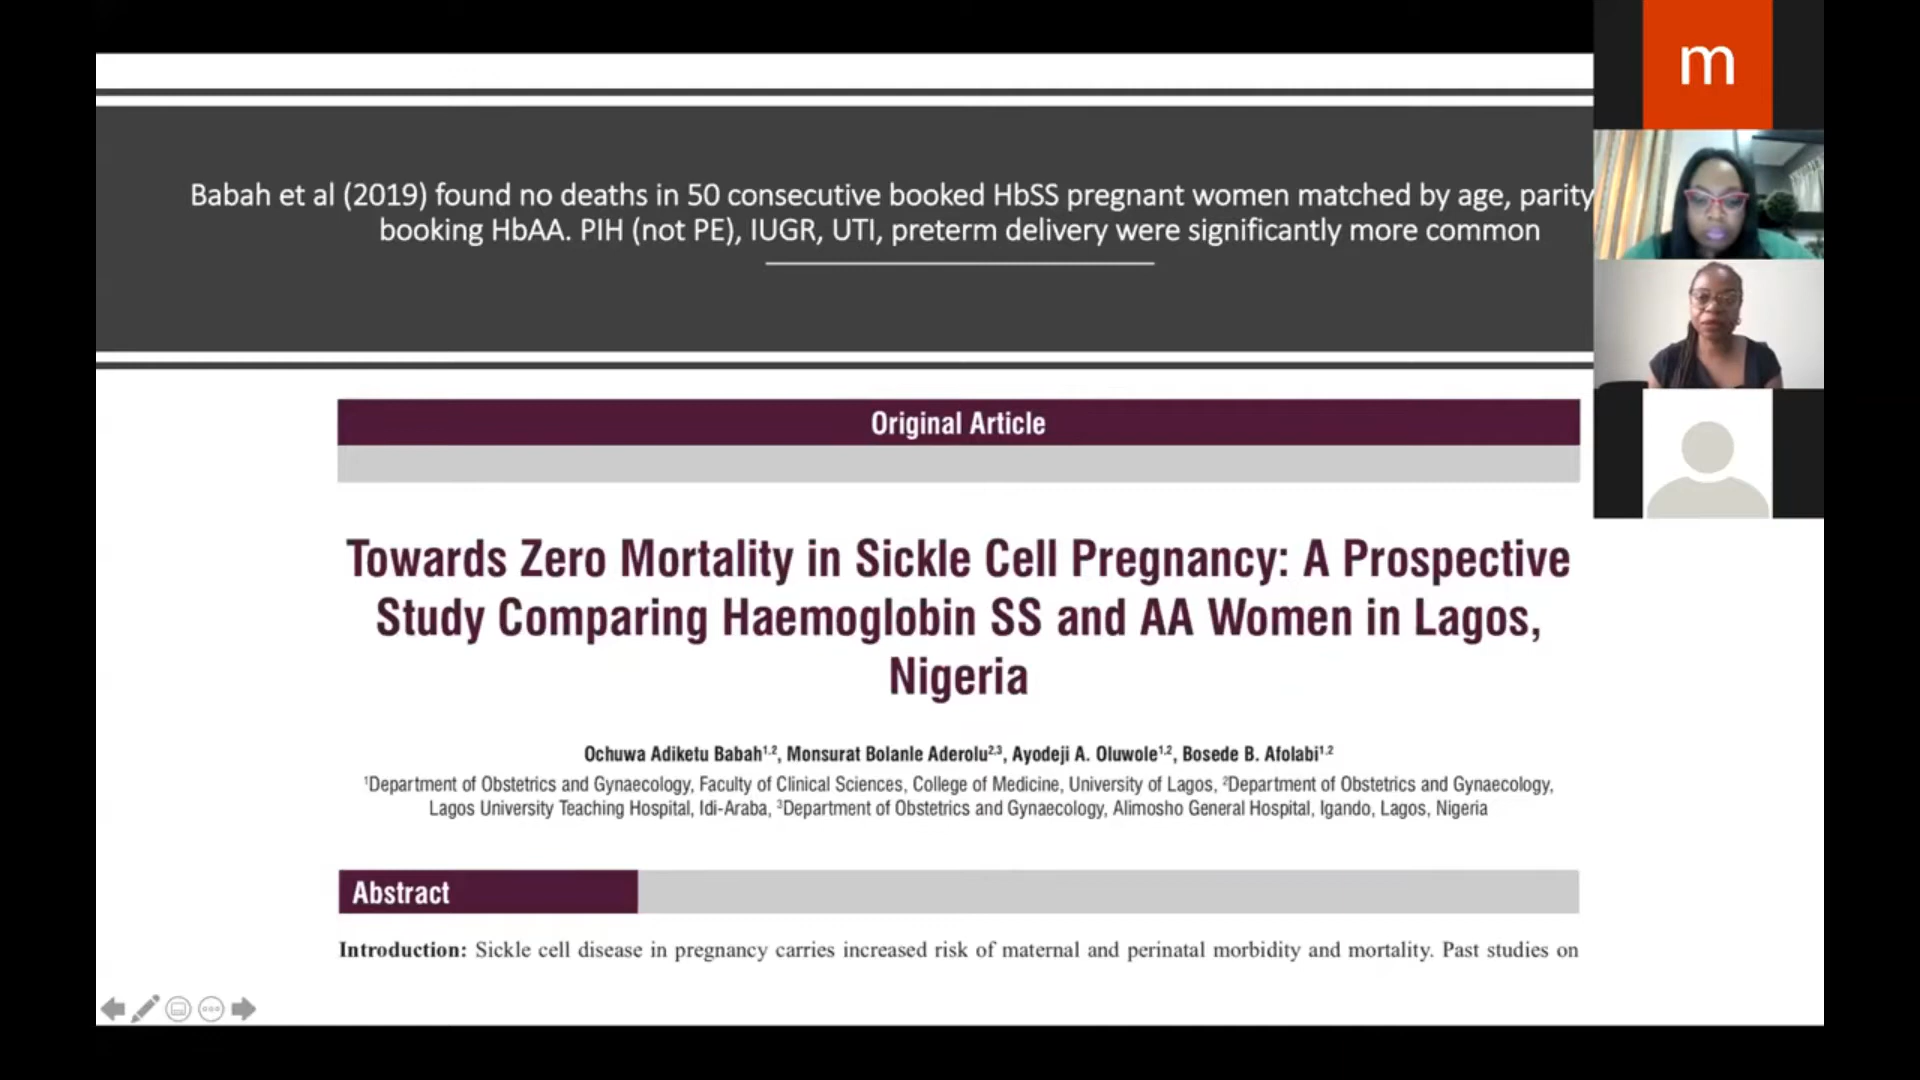 m
Babah et al (2019) found no deaths in 50 consecutive booked HbSS pregnant women matched by age, parity
booking HbAA. PIH (not PE), IUGR, UTI, preterm delivery were significantly more common
Original Article
Towards Zero Mortality in Sickle Cell Pregnancy: A Prospective
Study Comparing Haemoglobin SS and AA Women in Lagos,
Nigeria
Ochuwa Adiketu Babah1,2, Monsurat Bolanle Aderolu2,3, Ayodeji A. Oluwole1,2, Bosede B. Afolabi1,2
1Department of Obstetrics and Gynaecology, Faculty of Clinical Sciences, College of Medicine, University of Lagos, 2Department of Obstetrics and Gynaecology,
Lagos University Teaching Hospital, Idi-Araba, 3Department of Obstetrics and Gynaecology, Alimosho General Hospital, Igando, Lagos, Nigeria
Abstract
Introduction: Sickle cell disease in pregnancy carries increased risk of maternal and perinatal morbidity and mortality. Past studies on